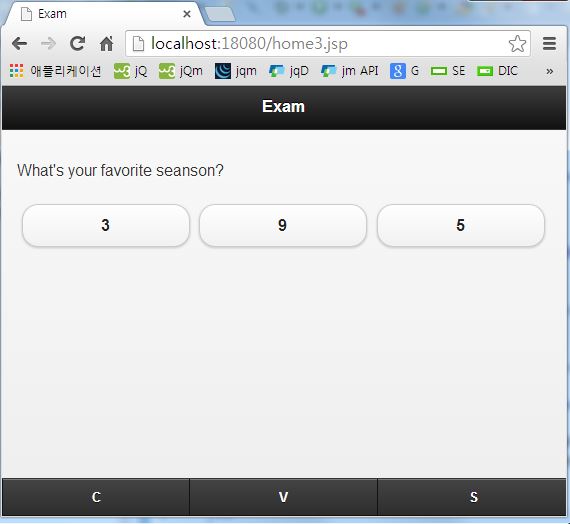 Exam
localhost:18080/home3.jsp
애플리케이션 jQ jQm jqm jqD jm API G SE DIC »
Exam
What's your favorite seanson?
3 9 5
C V S